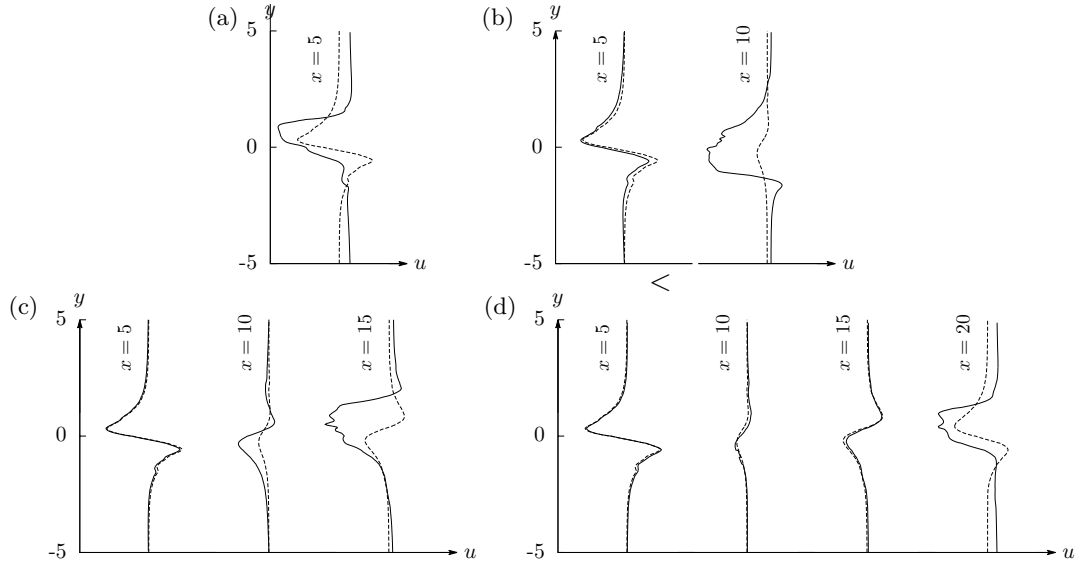 (a)
y
5
0
-5
x = 5
u
(b)
5
0
-5
x = 5
x = 10
u
<
(c)
y
5
0
-5
x = 5
x = 10
x = 15
u
(d)
y
5
0
-5
x = 5
x = 10
x = 15
x = 20
u